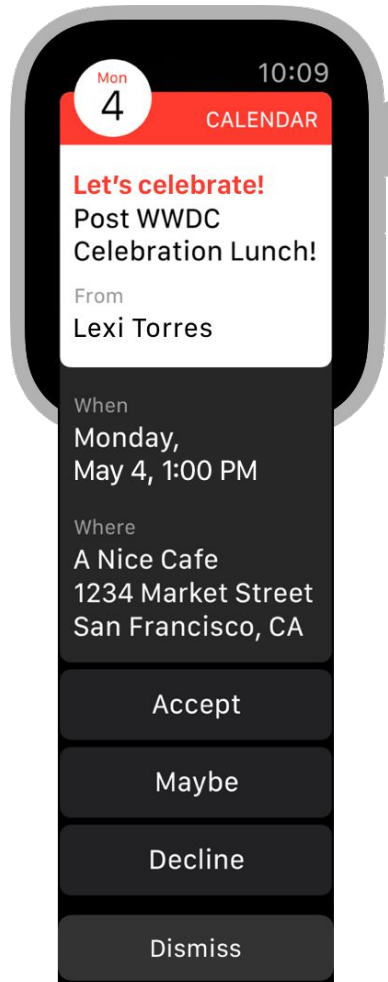 Mon
4
10:09
CALENDAR
Let's celebrate!
Post WWDC
Celebration Lunch!
From
Lexi Torres
When
Monday,
May 4, 1:00 PM
Where
A Nice Cafe
1234 Market Street
San Francisco, CA
Accept
Maybe
Decline
Dismiss